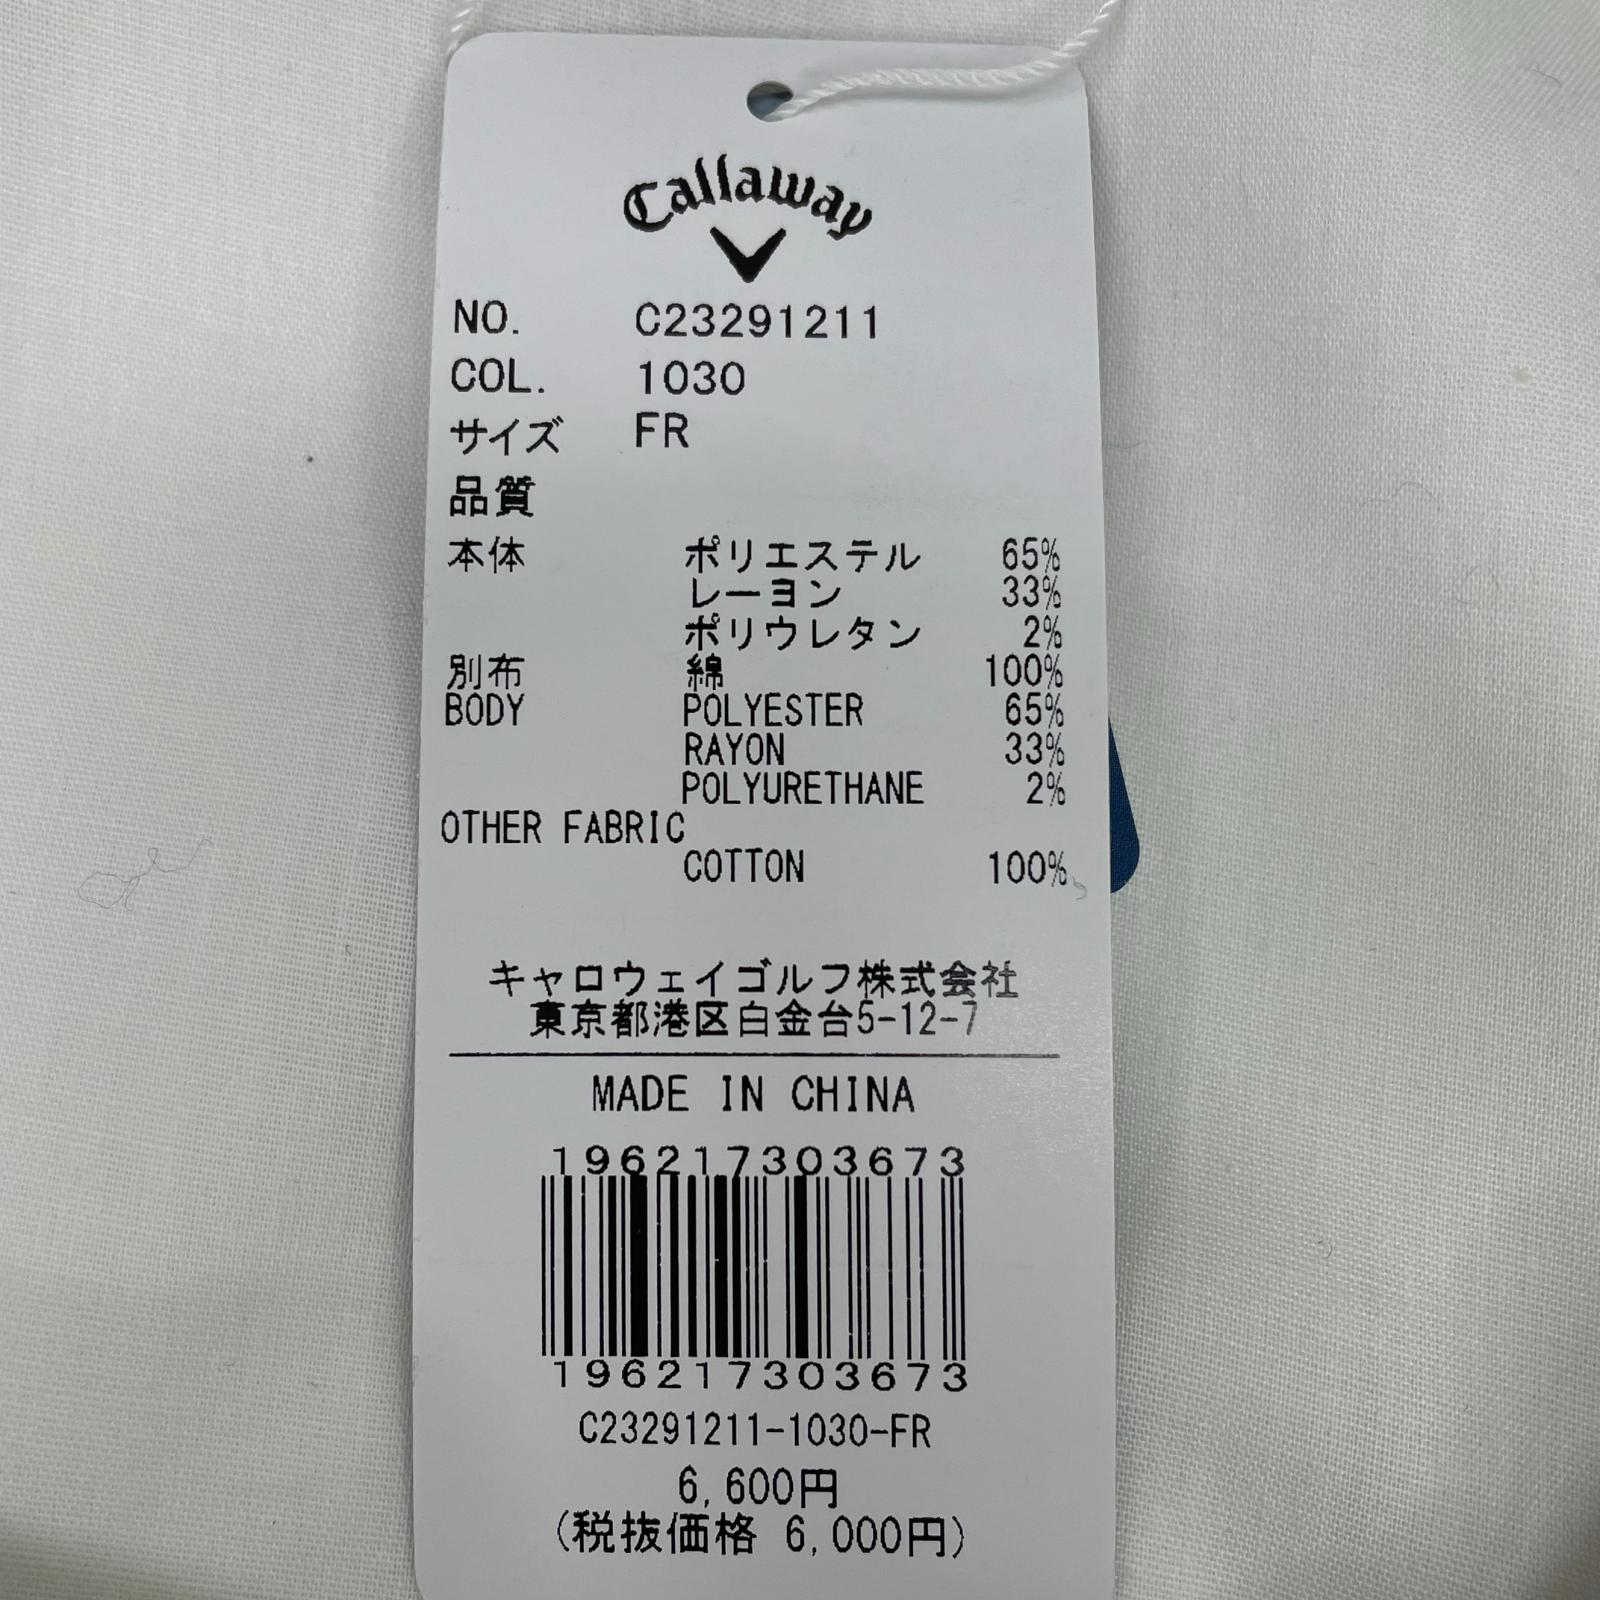 Callaway
NO. C23291211
COL. 1030
サイズ FR
品質
本体 ポリエステル 65%
レーヨン 33%
ポリウレタン 2%
別布 綿 100%
BODY POLYESTER 65%
RAYON 33%
POLYURETHANE 2%
OTHER FABRIC
COTTON 100%
キャロウェイゴルフ株式会社
東京都港区白金台5-12-7
MADE IN CHINA
196217303673
196217303673
C23291211-1030-FR
6,600円
(税抜価格 6,000円)